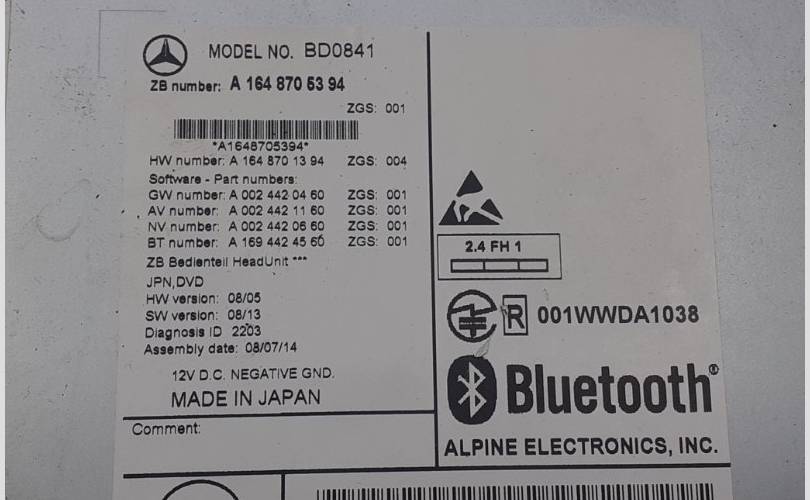 MODEL NO. BD0841
ZB number: A 164 870 53 94
ZGS: 001
*A1648705394*
HW number: A 164 870 13 94 ZGS: 004
Software - Part numbers:
GW number: A 002 442 04 60 ZGS: 001
AV number: A 002 442 11 60 ZGS: 001
NV number: A 002 442 06 60 ZGS: 001
BT number: A 169 442 45 60 ZGS: 001
ZB Bedienteil HeadUnit ***
JPN,DVD
HW version: 08/05
SW version: 08/13
Diagnosis ID 2203
Assembly date: 08/07/14
12V D.C. NEGATIVE GND.
MADE IN JAPAN
Comment:
2.4 FH 1
R 001WWDA1038
Bluetooth®
ALPINE ELECTRONICS, INC.